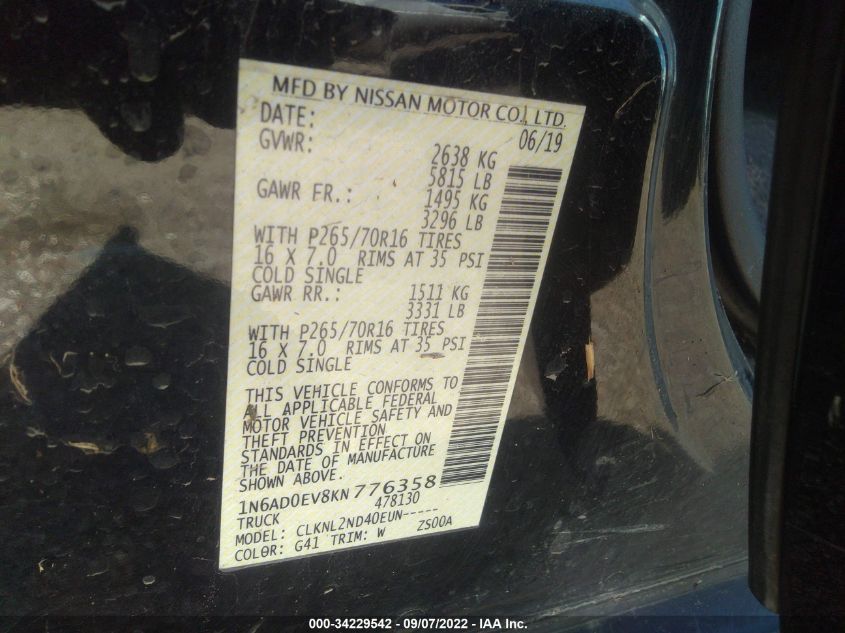 MFD BY NISSAN MOTOR CO., LTD.
DATE: 06/19
GVWR: 2638 KG
5815 LB
GAWR FR.: 1495 KG
3296 LB
WITH P265/70R16 TIRES
16 X 7.0 RIMS AT 35 PSI
COLD SINGLE
GAWR RR.: 1511 KG
3331 LB
WITH P265/70R16 TIRES
16 X 7.0 RIMS AT 35 PSI
COLD SINGLE
THIS VEHICLE CONFORMS TO
ALL APPLICABLE FEDERAL
MOTOR VEHICLE SAFETY AND
THEFT PREVENTION
STANDARDS IN EFFECT ON
THE DATE OF MANUFACTURE
SHOWN ABOVE.
1N6AD0EV8KN776358
TRUCK 478130
MODEL: CLKNL2ND40EUN-----
COLOR: G41 TRIM: W ZS00A
000-34229542 - 09/07/2022 - IAA Inc.